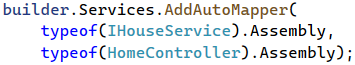 builder.Services.AddAutoMapper(
    typeof(IHouseService).Assembly,
    typeof(HomeController).Assembly);